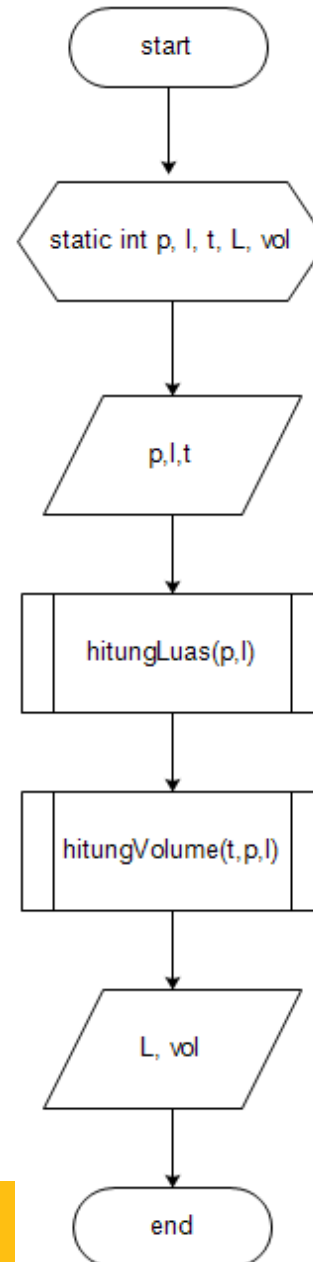 start
static int p, l, t, L, vol
p,l,t
hitungLuas(p,l)
hitungVolume(t,p,l)
L, vol
end